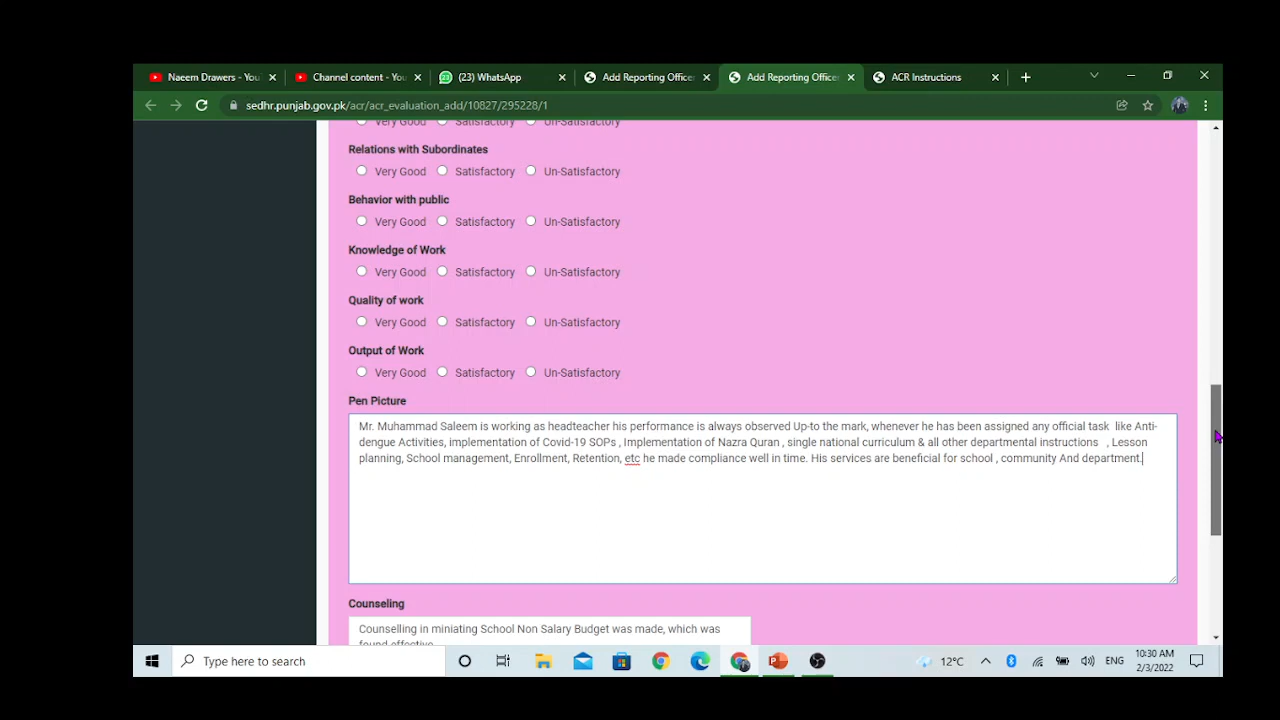 Naeem Drawers - You
Channel content - You
(23) WhatsApp
Add Reporting Officer
Add Reporting Officer
ACR Instructions
sedhr.punjab.gov.pk/acr/acr_evaluation_add/10827/295228/1
Very Good Satisfactory Un-Satisfactory
Relations with Subordinates
Very Good Satisfactory Un-Satisfactory
Behavior with public
Very Good Satisfactory Un-Satisfactory
Knowledge of Work
Very Good Satisfactory Un-Satisfactory
Quality of work
Very Good Satisfactory Un-Satisfactory
Output of Work
Very Good Satisfactory Un-Satisfactory
Pen Picture
Mr. Muhammad Saleem is working as headteacher his performance is always observed Up-to the mark, whenever he has been assigned any official task like Anti-
dengue Activities, implementation of Covid-19 SOPs , Implementation of Nazra Quran , single national curriculum & all other departmental instructions , Lesson
planning, School management, Enrollment, Retention, etc he made compliance well in time. His services are beneficial for school , community And department.
Counseling
Counselling in miniating School Non Salary Budget was made, which was
found effective
Type here to search
12°C
ENG
10:30 AM
2/3/2022